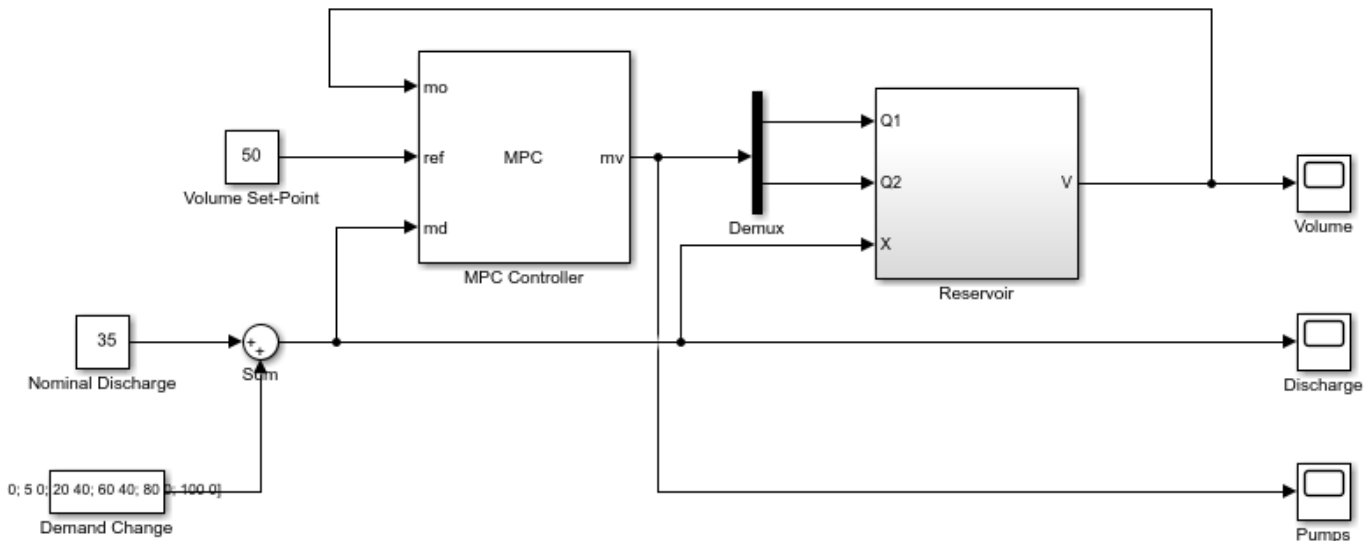 mo
ref
md
MPC
mv
MPC Controller
50
Volume Set-Point
Demux
Q1
Q2
X
V
Reservoir
Volume
35
Nominal Discharge
+
+
Sum
Discharge
0; 5 0; 20 40; 60 40; 80 0; 100 0]
Demand Change
Pumps